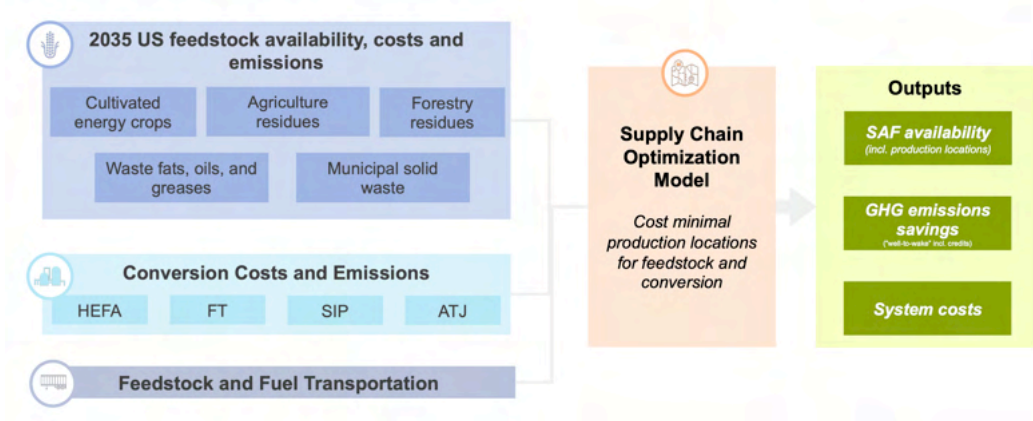 2035 US feedstock availability, costs and
emissions
Cultivated
energy crops
Agriculture
residues
Forestry
residues
Waste fats, oils, and
greases
Municipal solid
waste
Conversion Costs and Emissions
HEFA
FT
SIP
ATJ
Feedstock and Fuel Transportation
Supply Chain
Optimization
Model
Cost minimal
production locations
for feedstock and
conversion
Outputs
SAF availability
(incl. production locations)
GHG emissions
savings
("well-to-wake" incl. credits)
System costs